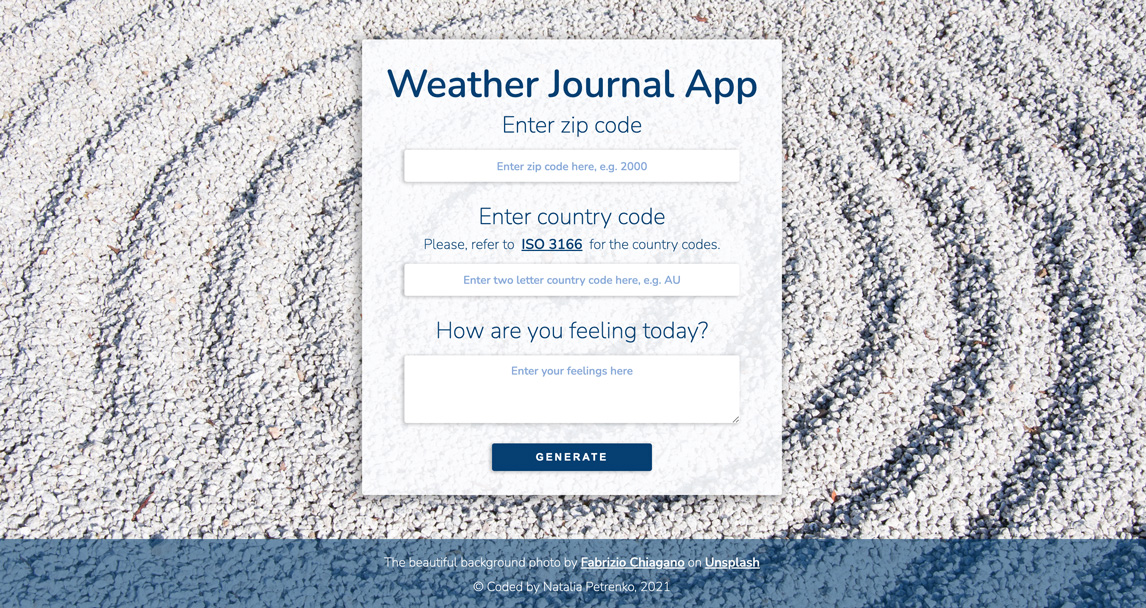 Weather Journal App
Enter zip code
Enter zip code here, e.g. 2000
Enter country code
Please, refer to ISO 3166 for the country codes.
Enter two letter country code here, e.g. AU
How are you feeling today?
Enter your feelings here
GENERATE
The beautiful background photo by Fabrizio Chiagano on Unsplash
© Coded by Natalia Petrenko, 2021